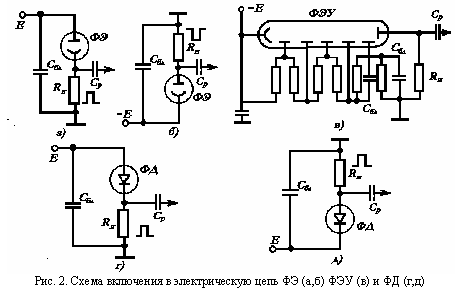 E
ФЭ
Cбл
Cр
Rн
а)
Cбл
Rн
Cр
ФЭ
−E
б)
−E
ФЭУ
Cр
Cбл
Cбл
Rн
в)
E
ФД
Cбл
Cр
Rн
г)
Rн
Cбл
Cр
E
ФД
д)
Рис. 2. Схема включения в электрическую цепь ФЭ (а,б) ФЭУ (в) и ФД (г,д)